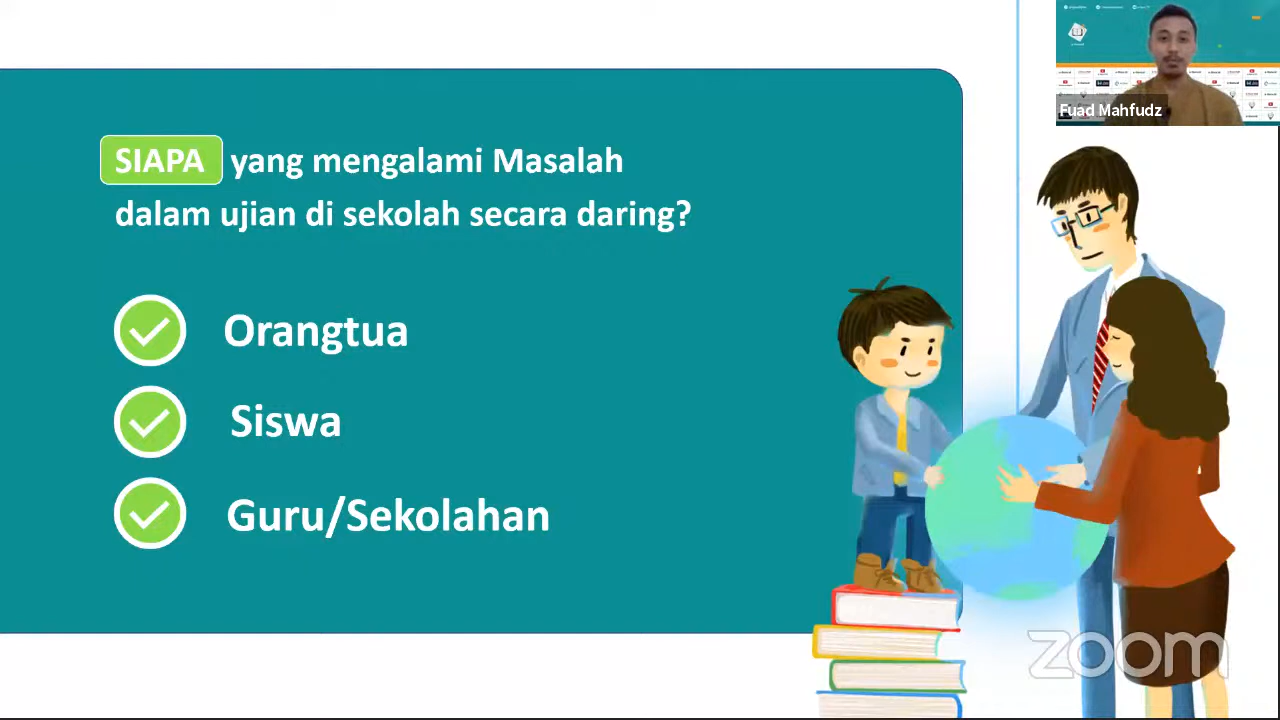 SIAPA yang mengalami Masalah
dalam ujian di sekolah secara daring?
Orangtua
Siswa
Guru/Sekolahan
Fuad Mahfudz
zoom